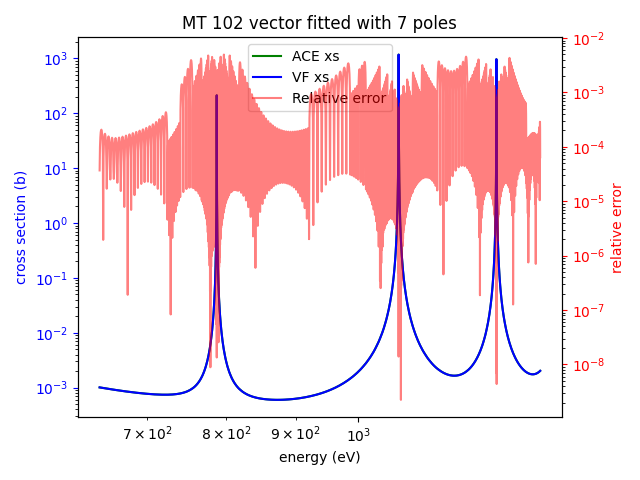 MT 102 vector fitted with 7 poles
ACE xs
VF xs
Relative error
cross section (b)
10³
10²
10¹
10⁰
10⁻¹
10⁻²
10⁻³
10⁻²
10⁻³
10⁻⁴
10⁻⁵
10⁻⁶
10⁻⁷
10⁻⁸
relative error
7 × 10² 8 × 10² 9 × 10² 10³
energy (eV)